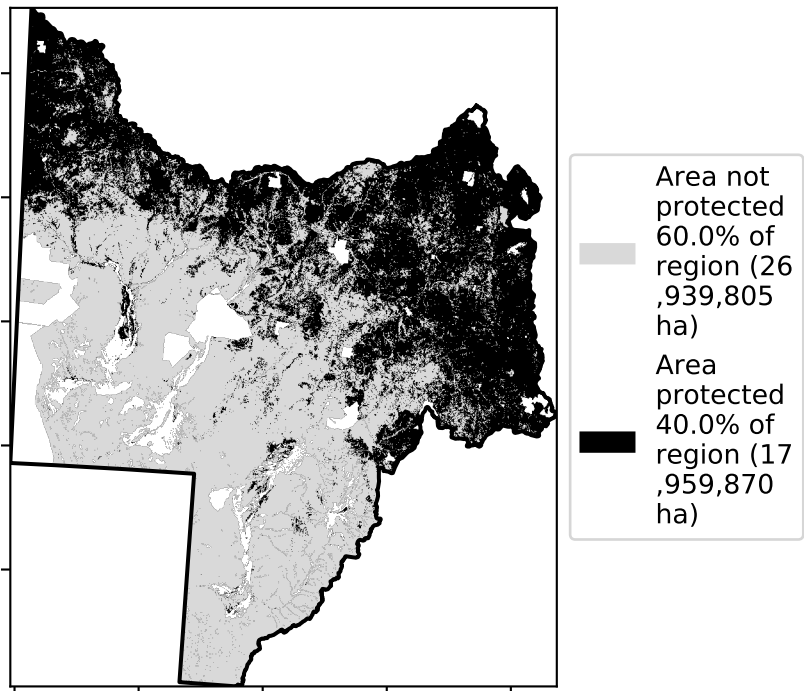 Area not
protected
60.0% of
region (26
,939,805
ha)
Area
protected
40.0% of
region (17
,959,870
ha)